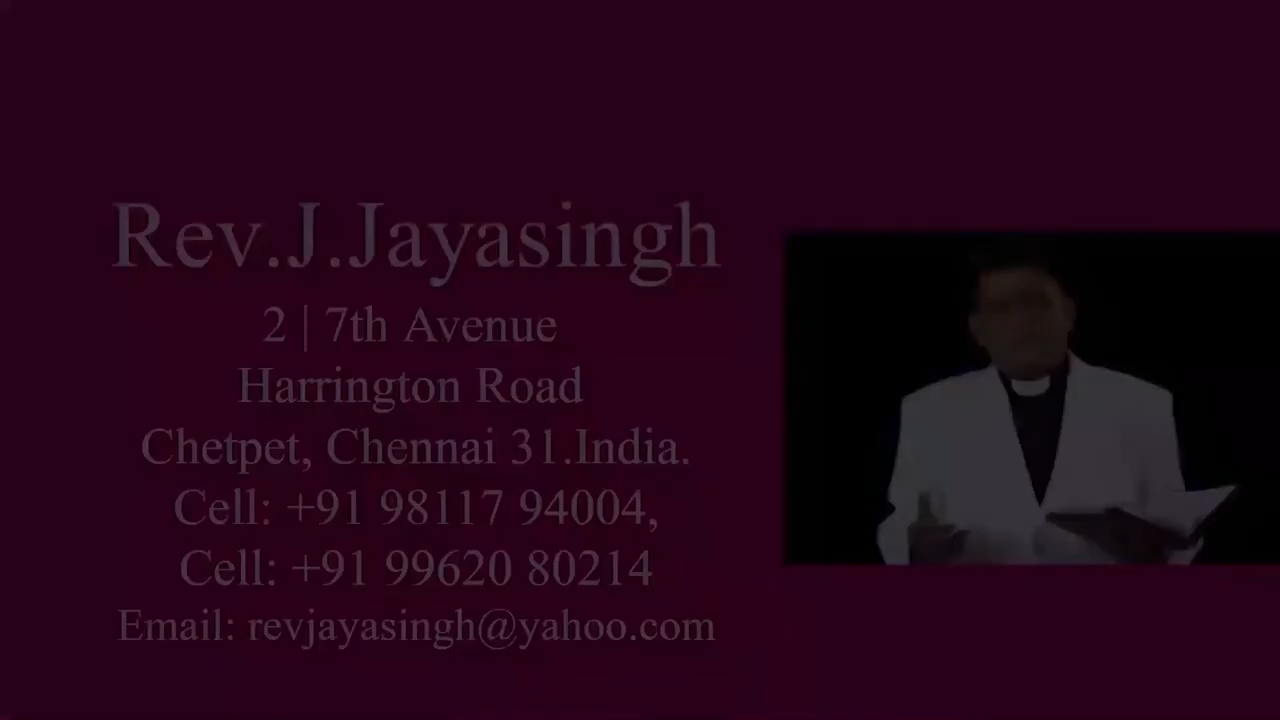 Rev.J.Jayasingh
2 | 7th Avenue
Harrington Road
Chetpet, Chennai 31.India.
Cell: +91 98117 94004,
Cell: +91 99620 80214
Email: revjayasingh@yahoo.com